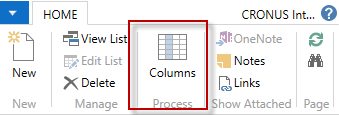 HOME
CRONUS Int...
New
View List
Edit List
Delete
Columns
OneNote
Notes
Links
New
Manage
Process
Show Attached
Page